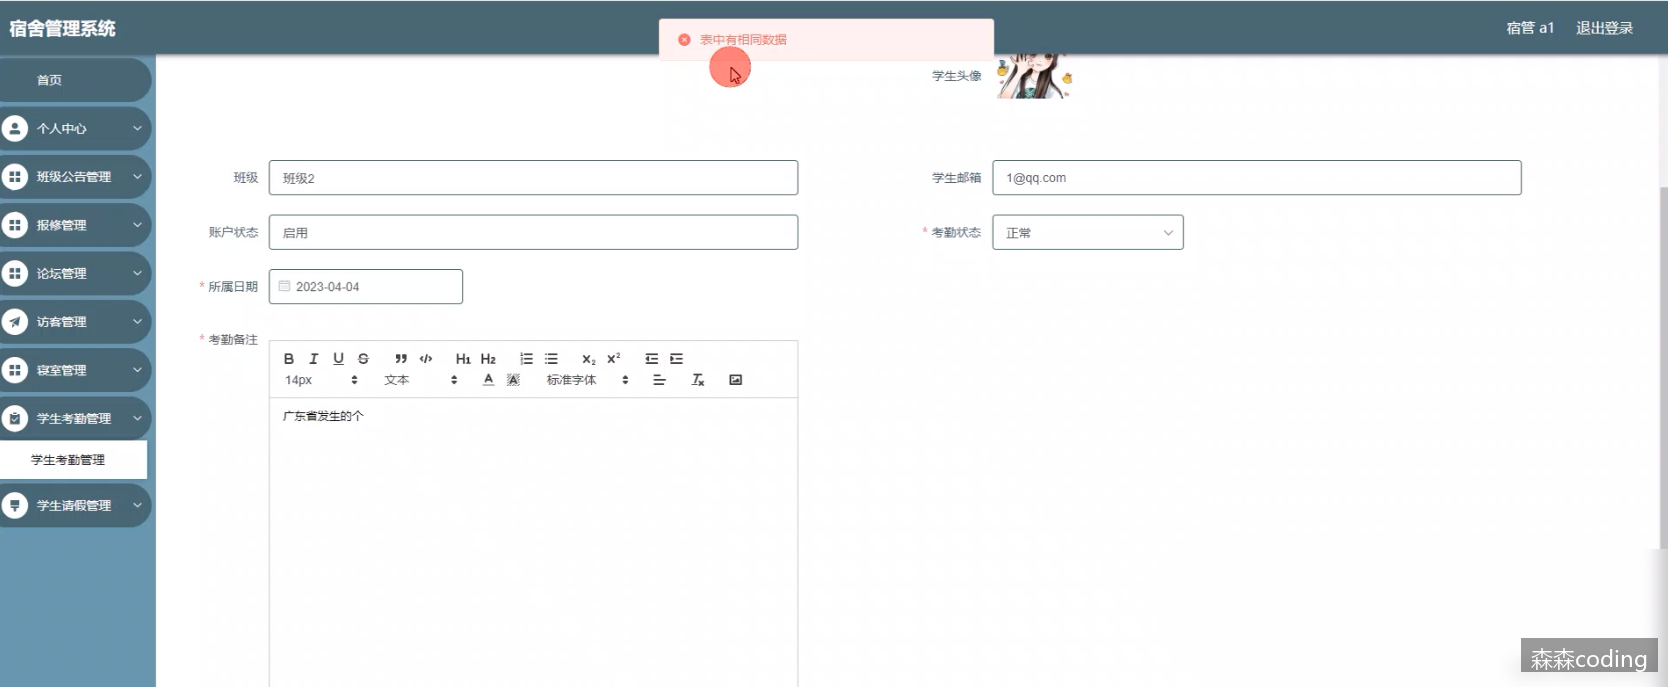 宿舍管理系统
表中有相同数据
宿管 a1 退出登录
首页
个人中心
班级公告管理
报修管理
论坛管理
访客管理
寝室管理
学生考勤管理
学生考勤管理
学生请假管理
学生头像
班级 班级2
学生邮箱 1@qq.com
账户状态 启用
* 考勤状态 正常
* 所属日期 2023-04-04
* 考勤备注
B I U S ” </> H1 H2 X2 X2
14px 文本 A A 标准字体 Tx
广东省发生的个
森森coding